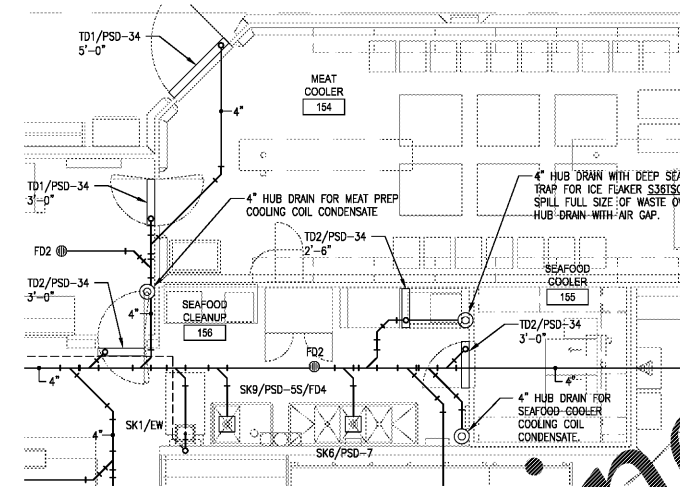 TD1/PSD-34
5'-0"
MEAT
COOLER
154
4"
TD1/PSD-34
3'-0"
4" HUB DRAIN FOR MEAT PREP
COOLING COIL CONDENSATE
4" HUB DRAIN WITH DEEP SEA
TRAP FOR ICE FLAKER S36TSC
SPILL FULL SIZE OF WASTE OV
HUB DRAIN WITH AIR GAP.
FD2
TD2/PSD-34
2'-6"
TD2/PSD-34
3'-0"
SEAFOOD
COOLER
155
4"
SEAFOOD
CLEANUP
156
TD2/PSD-34
3'-0"
FD2
4"
4"
SK9/PSD-5S/FD4
4" HUB DRAIN FOR
SEAFOOD COOLER
COOLING COIL
CONDENSATE.
SK1/EW
4"
SK6/PSD-7